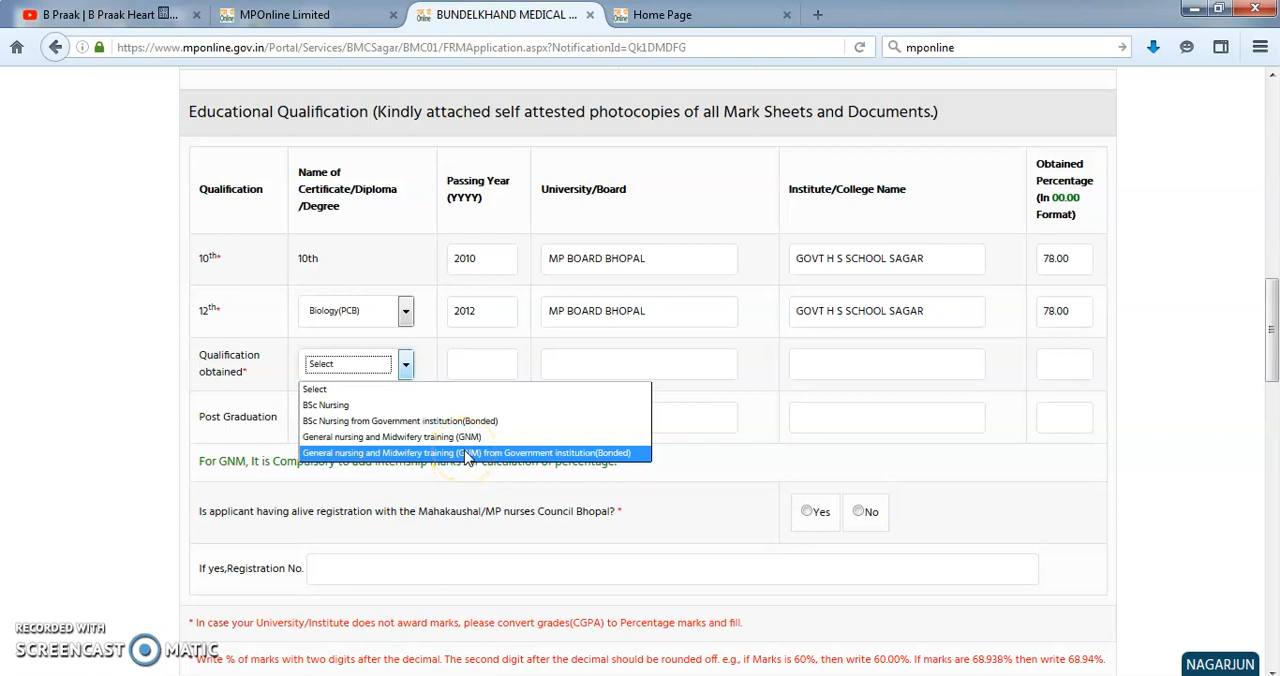 B Praak | B Praak Heart
MPOnline Limited
BUNDELKHAND MEDICAL ...
Home Page
https://www.mponline.gov.in/Portal/Services/BMCSagar/BMC01/FRMApplication.aspx?NotificationId=Qk1DMDFG
mponline
Educational Qualification (Kindly attached self attested photocopies of all Mark Sheets and Documents.)
Qualification
Name of
Certificate/Diploma
/Degree
Passing Year
(YYYY)
University/Board
Institute/College Name
Obtained
Percentage
(In 00.00
Format)
10th* 10th 2010 MP BOARD BHOPAL GOVT H S SCHOOL SAGAR 78.00
12th* Biology(PCB) 2012 MP BOARD BHOPAL GOVT H S SCHOOL SAGAR 78.00
Qualification
obtained*
Select
Select
BSc Nursing
BSc Nursing from Government institution(Bonded)
General nursing and Midwifery training (GNM)
General nursing and Midwifery training (GNM) from Government institution(Bonded)
Post Graduation
For GNM, It is Compulsory to add internship marks for calculation of percentage.
Is applicant having alive registration with the Mahakaushal/MP nurses Council Bhopal? *
Yes
No
If yes,Registration No.
* In case your University/Institute does not award marks, please convert grades(CGPA) to Percentage marks and fill.
* Write % of marks with two digits after the decimal. The second digit after the decimal should be rounded off. e.g., if Marks is 60%, then write 60.00%. If marks are 68.938% then write 68.94%.
RECORDED WITH
SCREENCAST MATIC
NAGARJUN